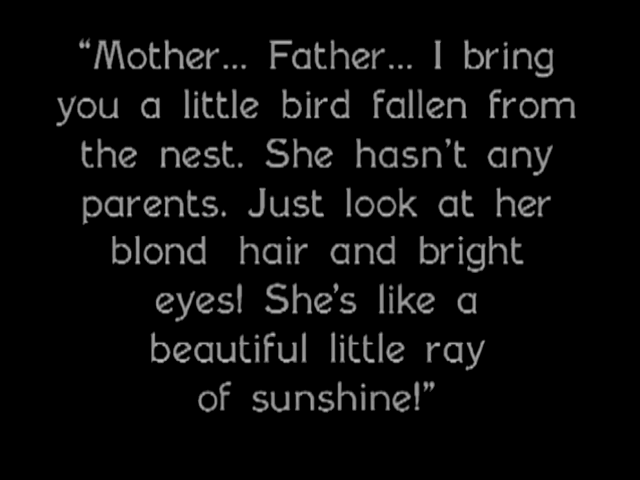 “Mother... Father... I bring
you a little bird fallen from
the nest. She hasn’t any
parents. Just look at her
blond hair and bright
eyes! She’s like a
beautiful little ray
of sunshine!”